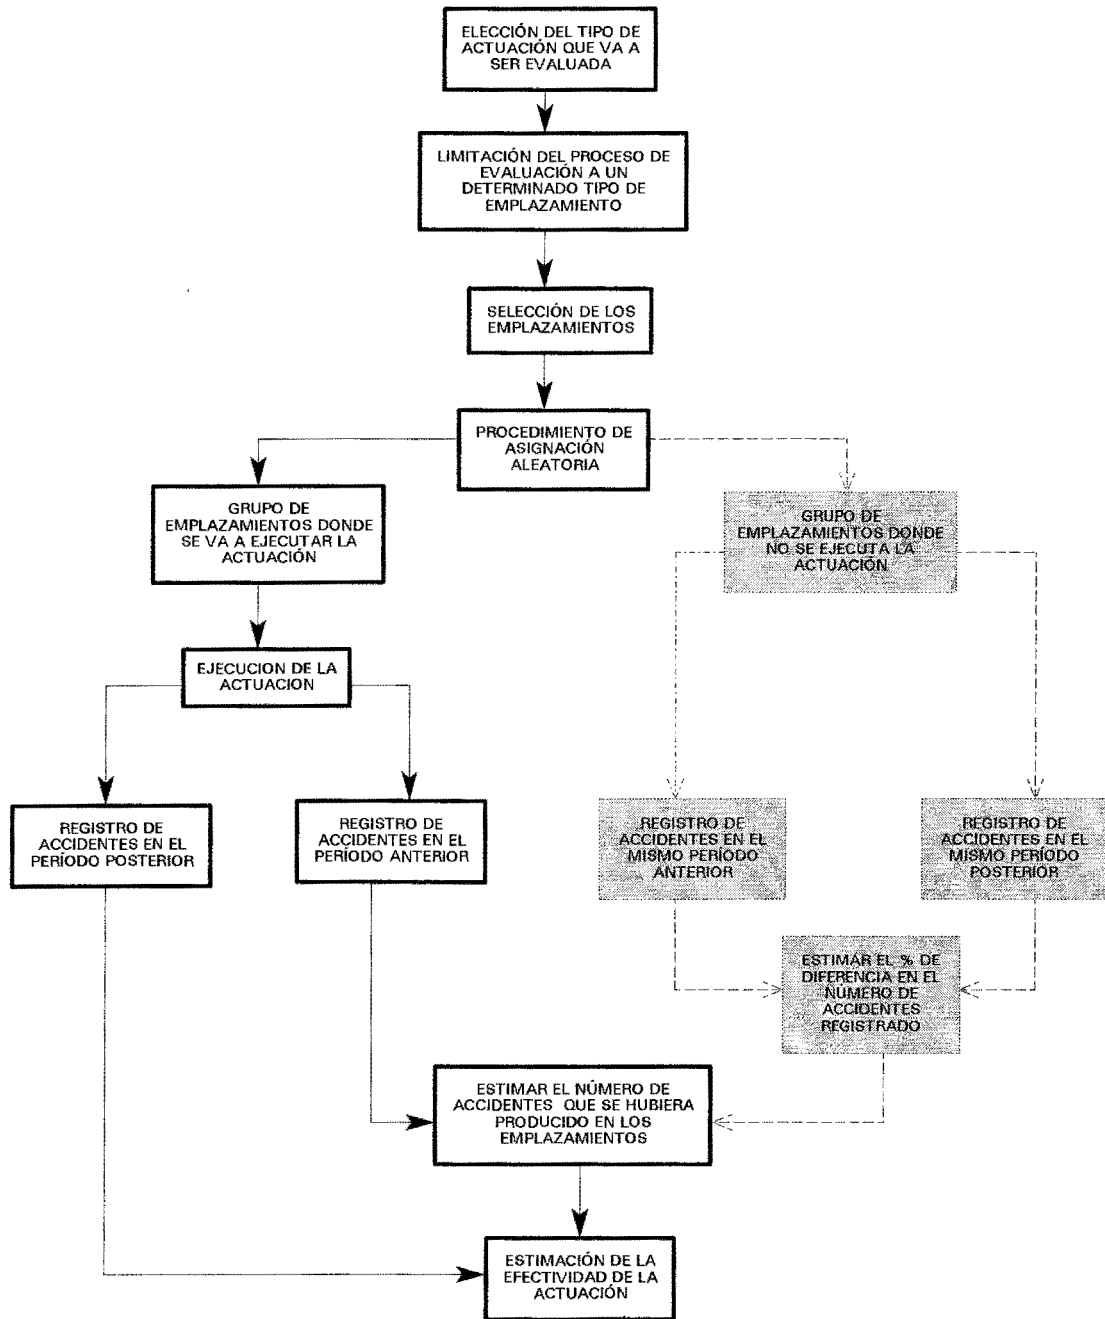 ELECCIÓN DEL TIPO DE
ACTUACIÓN QUE VA A
SER EVALUADA
LIMITACIÓN DEL PROCESO DE
EVALUACIÓN A UN
DETERMINADO TIPO DE
EMPLAZAMIENTO
SELECCIÓN DE LOS
EMPLAZAMIENTOS
PROCEDIMIENTO DE
ASIGNACIÓN
ALEATORIA
GRUPO DE
EMPLAZAMIENTOS DONDE
SE VA A EJECUTAR LA
ACTUACIÓN
GRUPO DE
EMPLAZAMIENTOS DONDE
NO SE EJECUTA LA
ACTUACIÓN
EJECUCION DE LA
ACTUACION
REGISTRO DE
ACCIDENTES EN EL
PERÍODO POSTERIOR
REGISTRO DE
ACCIDENTES EN EL
PERÍODO ANTERIOR
REGISTRO DE
ACCIDENTES EN EL
MISMO PERÍODO
ANTERIOR
REGISTRO DE
ACCIDENTES EN EL
MISMO PERÍODO
POSTERIOR
ESTIMAR EL % DE
DIFERENCIA EN EL
NÚMERO DE
ACCIDENTES
REGISTRADO
ESTIMAR EL NÚMERO DE
ACCIDENTES QUE SE HUBIERA
PRODUCIDO EN LOS
EMPLAZAMIENTOS
ESTIMACIÓN DE LA
EFECTIVIDAD DE LA
ACTUACIÓN